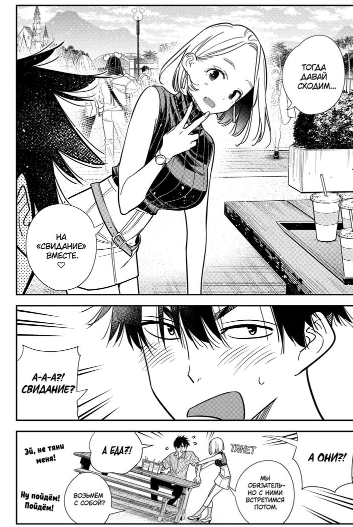 ТОГДА
ДАВАЙ
СХОДИМ...
НА
«СВИДАНИЕ»
ВМЕСТЕ.
♡
А-А-А?!
СВИДАНИЕ?
Эй, не тяни
меня!
Ну пойдём!
Пойдём!
А ЕДА?!
ВОЗЬМЁМ
С СОБОЙ?
ТЯНЕТ
А ОНИ?!
МЫ
ОБЯЗАТЕЛЬ-
НО С НИМИ
ВСТРЕТИМСЯ
ПОТОМ.